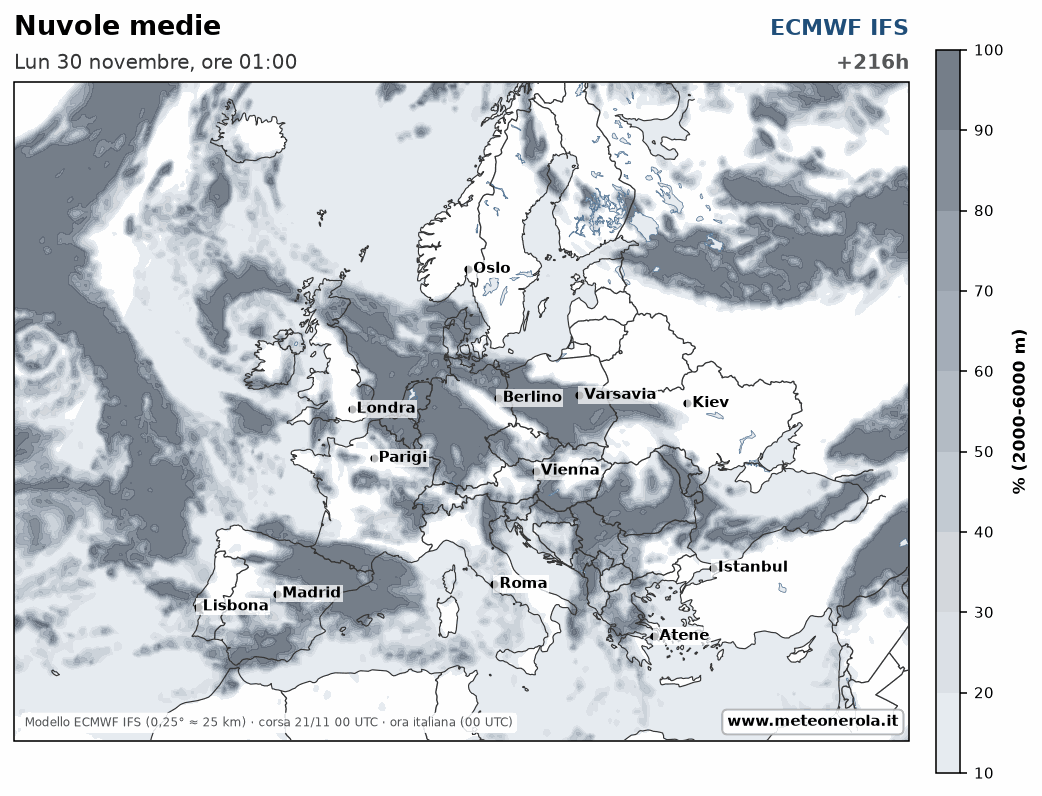 Nuvole medie
ECMWF IFS
Lun 30 novembre, ore 01:00
+216h
100
90
80
70
60
50
40
30
20
10
% (2000-6000 m)
Oslo
Berlino
Varsavia
Kiev
Londra
Parigi
Vienna
Istanbul
Roma
Madrid
Lisbona
Atene
Modello ECMWF IFS (0,25° ≈ 25 km) · corsa 21/11 00 UTC · ora italiana (00 UTC)
www.meteonerola.it